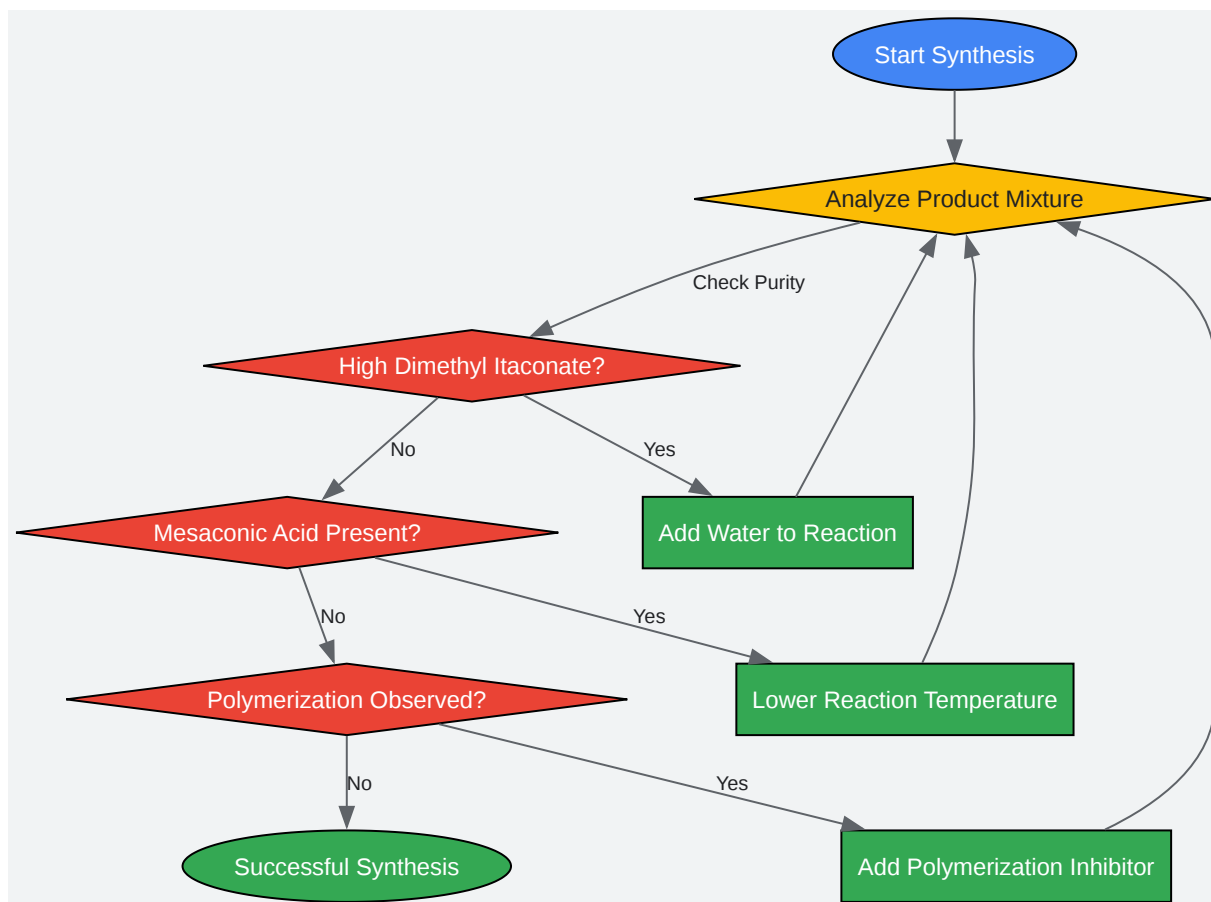 Start Synthesis
Analyze Product Mixture
Check Purity
High Dimethyl Itaconate?
No
Yes
Mesaconic Acid Present?
Add Water to Reaction
No
Yes
Polymerization Observed?
Lower Reaction Temperature
No
Yes
Successful Synthesis
Add Polymerization Inhibitor